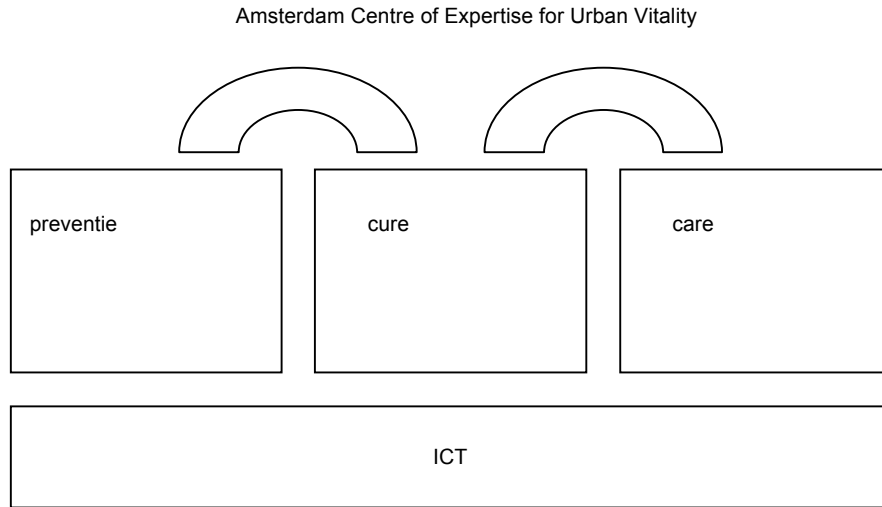 Amsterdam Centre of Expertise for Urban Vitality
preventie
cure
care
ICT